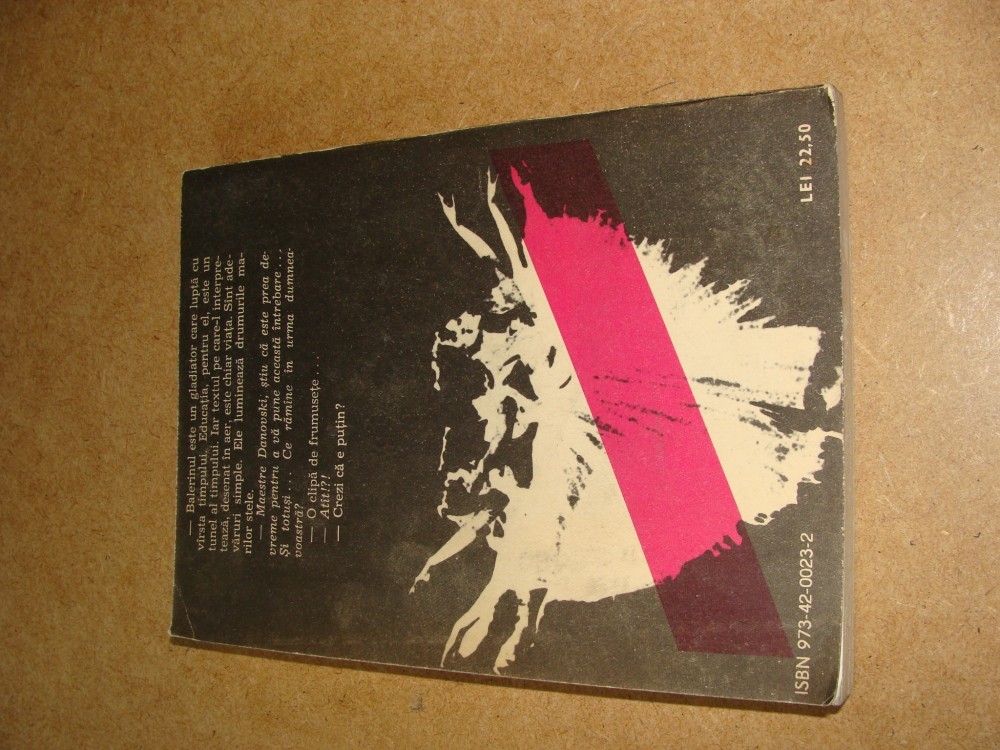 — Balerinul este un gladiator care luptă cu
vîrsta timpului. Educația, pentru el, este un
tunel al timpului. Iar textul pe care-l interpre-
tează, desenat în aer, este chiar viața. Sînt ade-
văruri simple. Ele luminează drumurile ma-
rilor stele.
— Maestre Danovski, știu că este prea de-
vreme pentru a vă pune această întrebare...
Și totuși... Ce rămîne în urma dumnea-
voastră?
— O clipă de frumusețe...
— Atît!?!
— Crezi că e puțin?
ISBN 973-42-0023-2
LEI 22,50